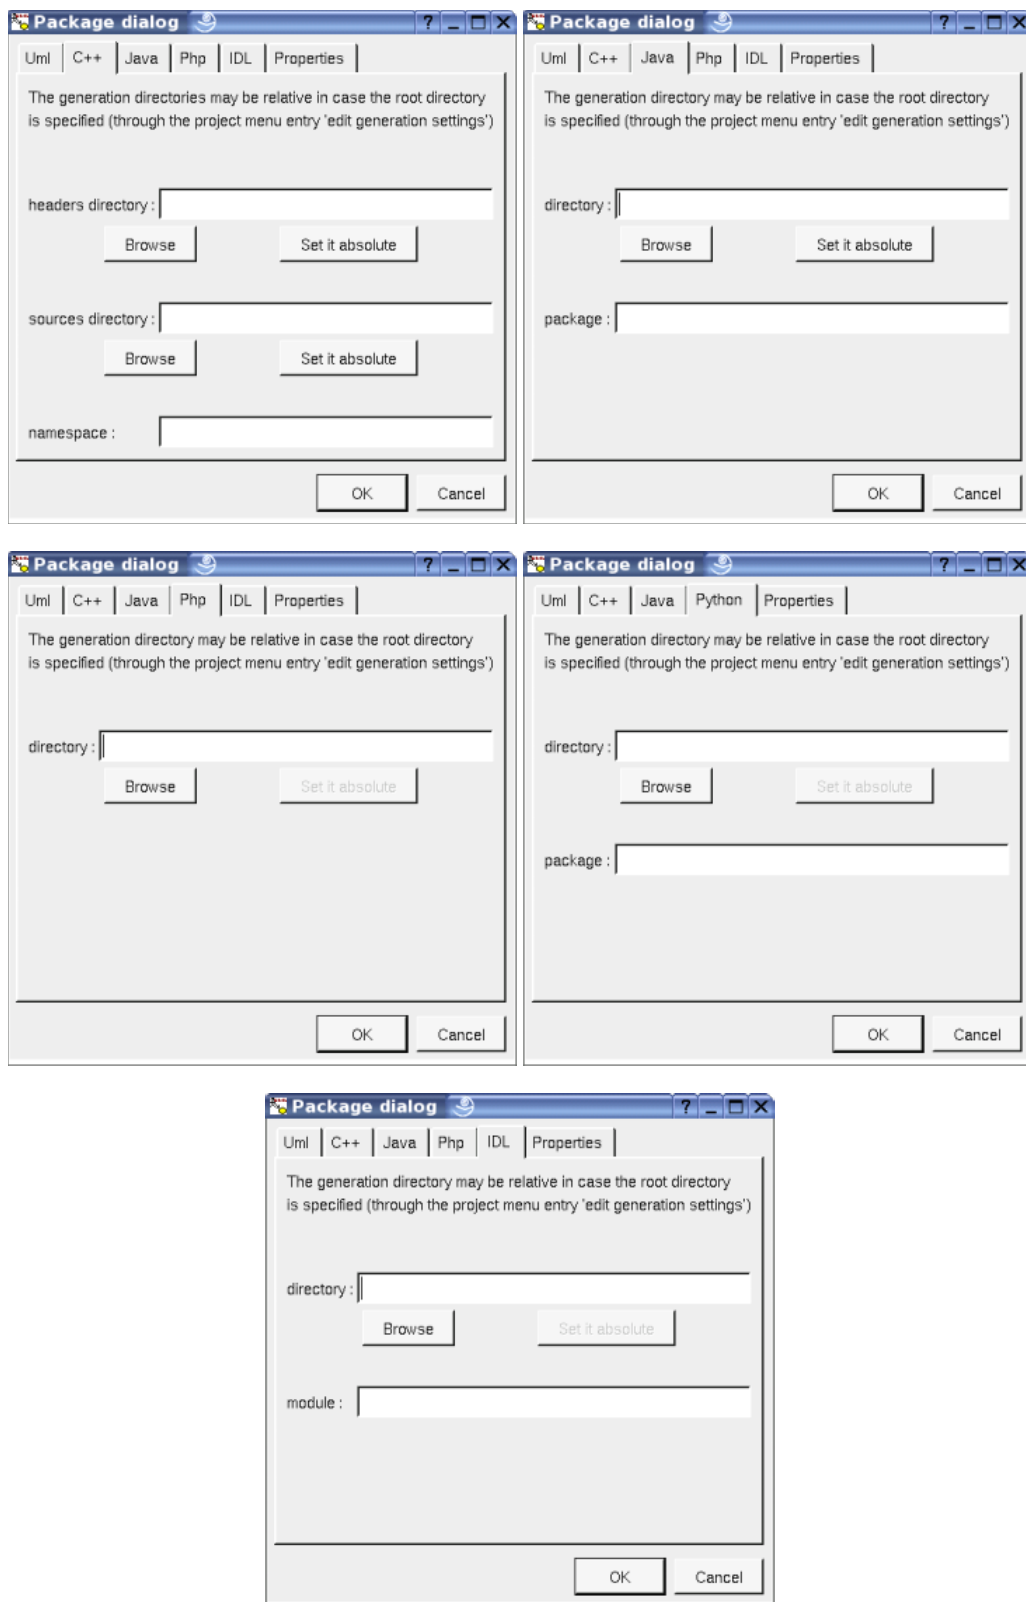 Package dialog
?
Uml C++ Java Php IDL Properties
The generation directories may be relative in case the root directory
is specified (through the project menu entry 'edit generation settings')
headers directory :
Browse Set it absolute
sources directory :
Browse Set it absolute
namespace :
OK Cancel
Package dialog
?
Uml C++ Java Php IDL Properties
The generation directory may be relative in case the root directory
is specified (through the project menu entry 'edit generation settings')
directory :
Browse Set it absolute
package :
OK Cancel
Package dialog
?
Uml C++ Java Php IDL Properties
The generation directory may be relative in case the root directory
is specified (through the project menu entry 'edit generation settings')
directory :
Browse Set it absolute
OK Cancel
Package dialog
?
Uml C++ Java Python Properties
The generation directory may be relative in case the root directory
is specified (through the project menu entry 'edit generation settings')
directory :
Browse Set it absolute
package :
OK Cancel
Package dialog
?
Uml C++ Java Php IDL Properties
The generation directory may be relative in case the root directory
is specified (through the project menu entry 'edit generation settings')
directory :
Browse Set it absolute
module :
OK Cancel